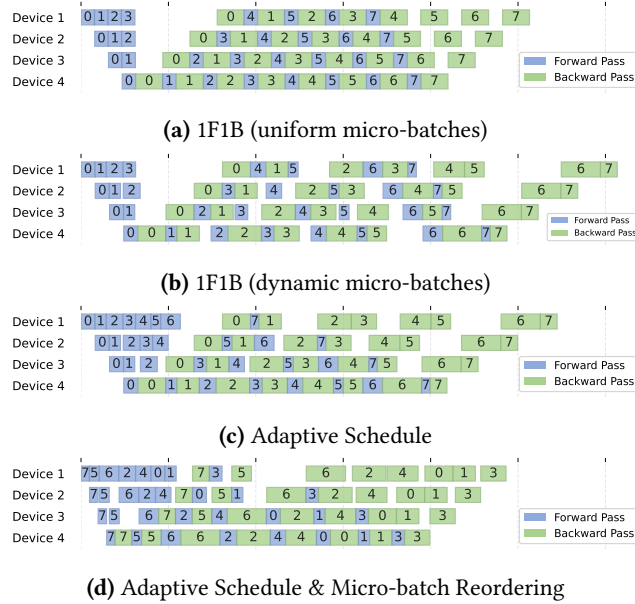 Device 1 0 1 2 3 0 4 1 5 2 6 3 7 4 5 6 7
Device 2 0 1 2 3 0 3 1 4 2 5 3 6 4 7 5 6 7
Device 3 0 1 0 2 1 3 2 4 3 5 4 6 5 7 6 7
Device 4 0 0 1 1 2 2 3 3 4 4 5 5 6 6 7 7
Forward Pass
Backward Pass
(a) 1F1B (uniform micro-batches)
Device 1 0 1 2 3 0 4 1 5 2 6 3 7 4 5 6 7
Device 2 0 1 2 0 3 1 4 2 5 3 6 4 7 5 6 7
Device 3 0 1 0 2 1 3 2 4 3 5 4 6 5 7 6 7
Device 4 0 0 1 1 2 2 3 3 4 4 5 5 6 6 7 7
Forward Pass
Backward Pass
(b) 1F1B (dynamic micro-batches)
Device 1 0 1 2 3 4 5 6 0 7 1 2 3 4 5 6 7
Device 2 0 1 2 3 4 0 5 1 6 2 7 3 4 5 6 7
Device 3 0 1 2 0 3 1 4 2 5 3 6 4 7 5 6 7
Device 4 0 0 1 1 2 2 3 3 4 4 5 5 6 6 7 7
Forward Pass
Backward Pass
(c) Adaptive Schedule
Device 1 7 5 6 2 4 0 1 7 3 5 6 2 4 0 1 3
Device 2 7 5 6 2 4 7 0 5 1 6 3 2 4 0 1 3
Device 3 7 5 6 7 2 5 4 6 0 2 1 4 3 0 1 3
Device 4 7 7 5 5 6 6 2 2 4 4 0 0 1 1 3 3
Forward Pass
Backward Pass
(d) Adaptive Schedule & Micro-batch Reordering